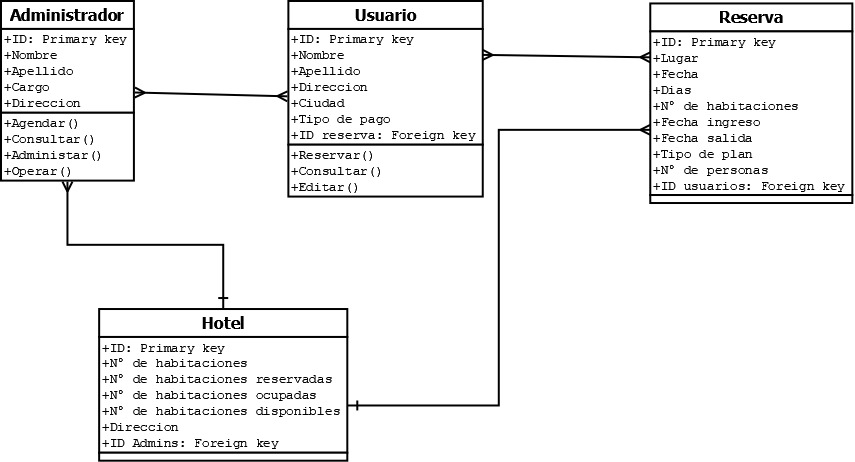 Administrador
+ID: Primary key
+Nombre
+Apellido
+Cargo
+Direccion
+Agendar()
+Consultar()
+Administar()
+Operar()
Usuario
+ID: Primary key
+Nombre
+Apellido
+Direccion
+Ciudad
+Tipo de pago
+ID reserva: Foreign key
+Reservar()
+Consultar()
+Editar()
Reserva
+ID: Primary key
+Lugar
+Fecha
+Dias
+N° de habitaciones
+Fecha ingreso
+Fecha salida
+Tipo de plan
+N° de personas
+ID usuarios: Foreign key
Hotel
+ID: Primary key
+N° de habitaciones
+N° de habitaciones reservadas
+N° de habitaciones ocupadas
+N° de habitaciones disponibles
+Direccion
+ID Admins: Foreign key